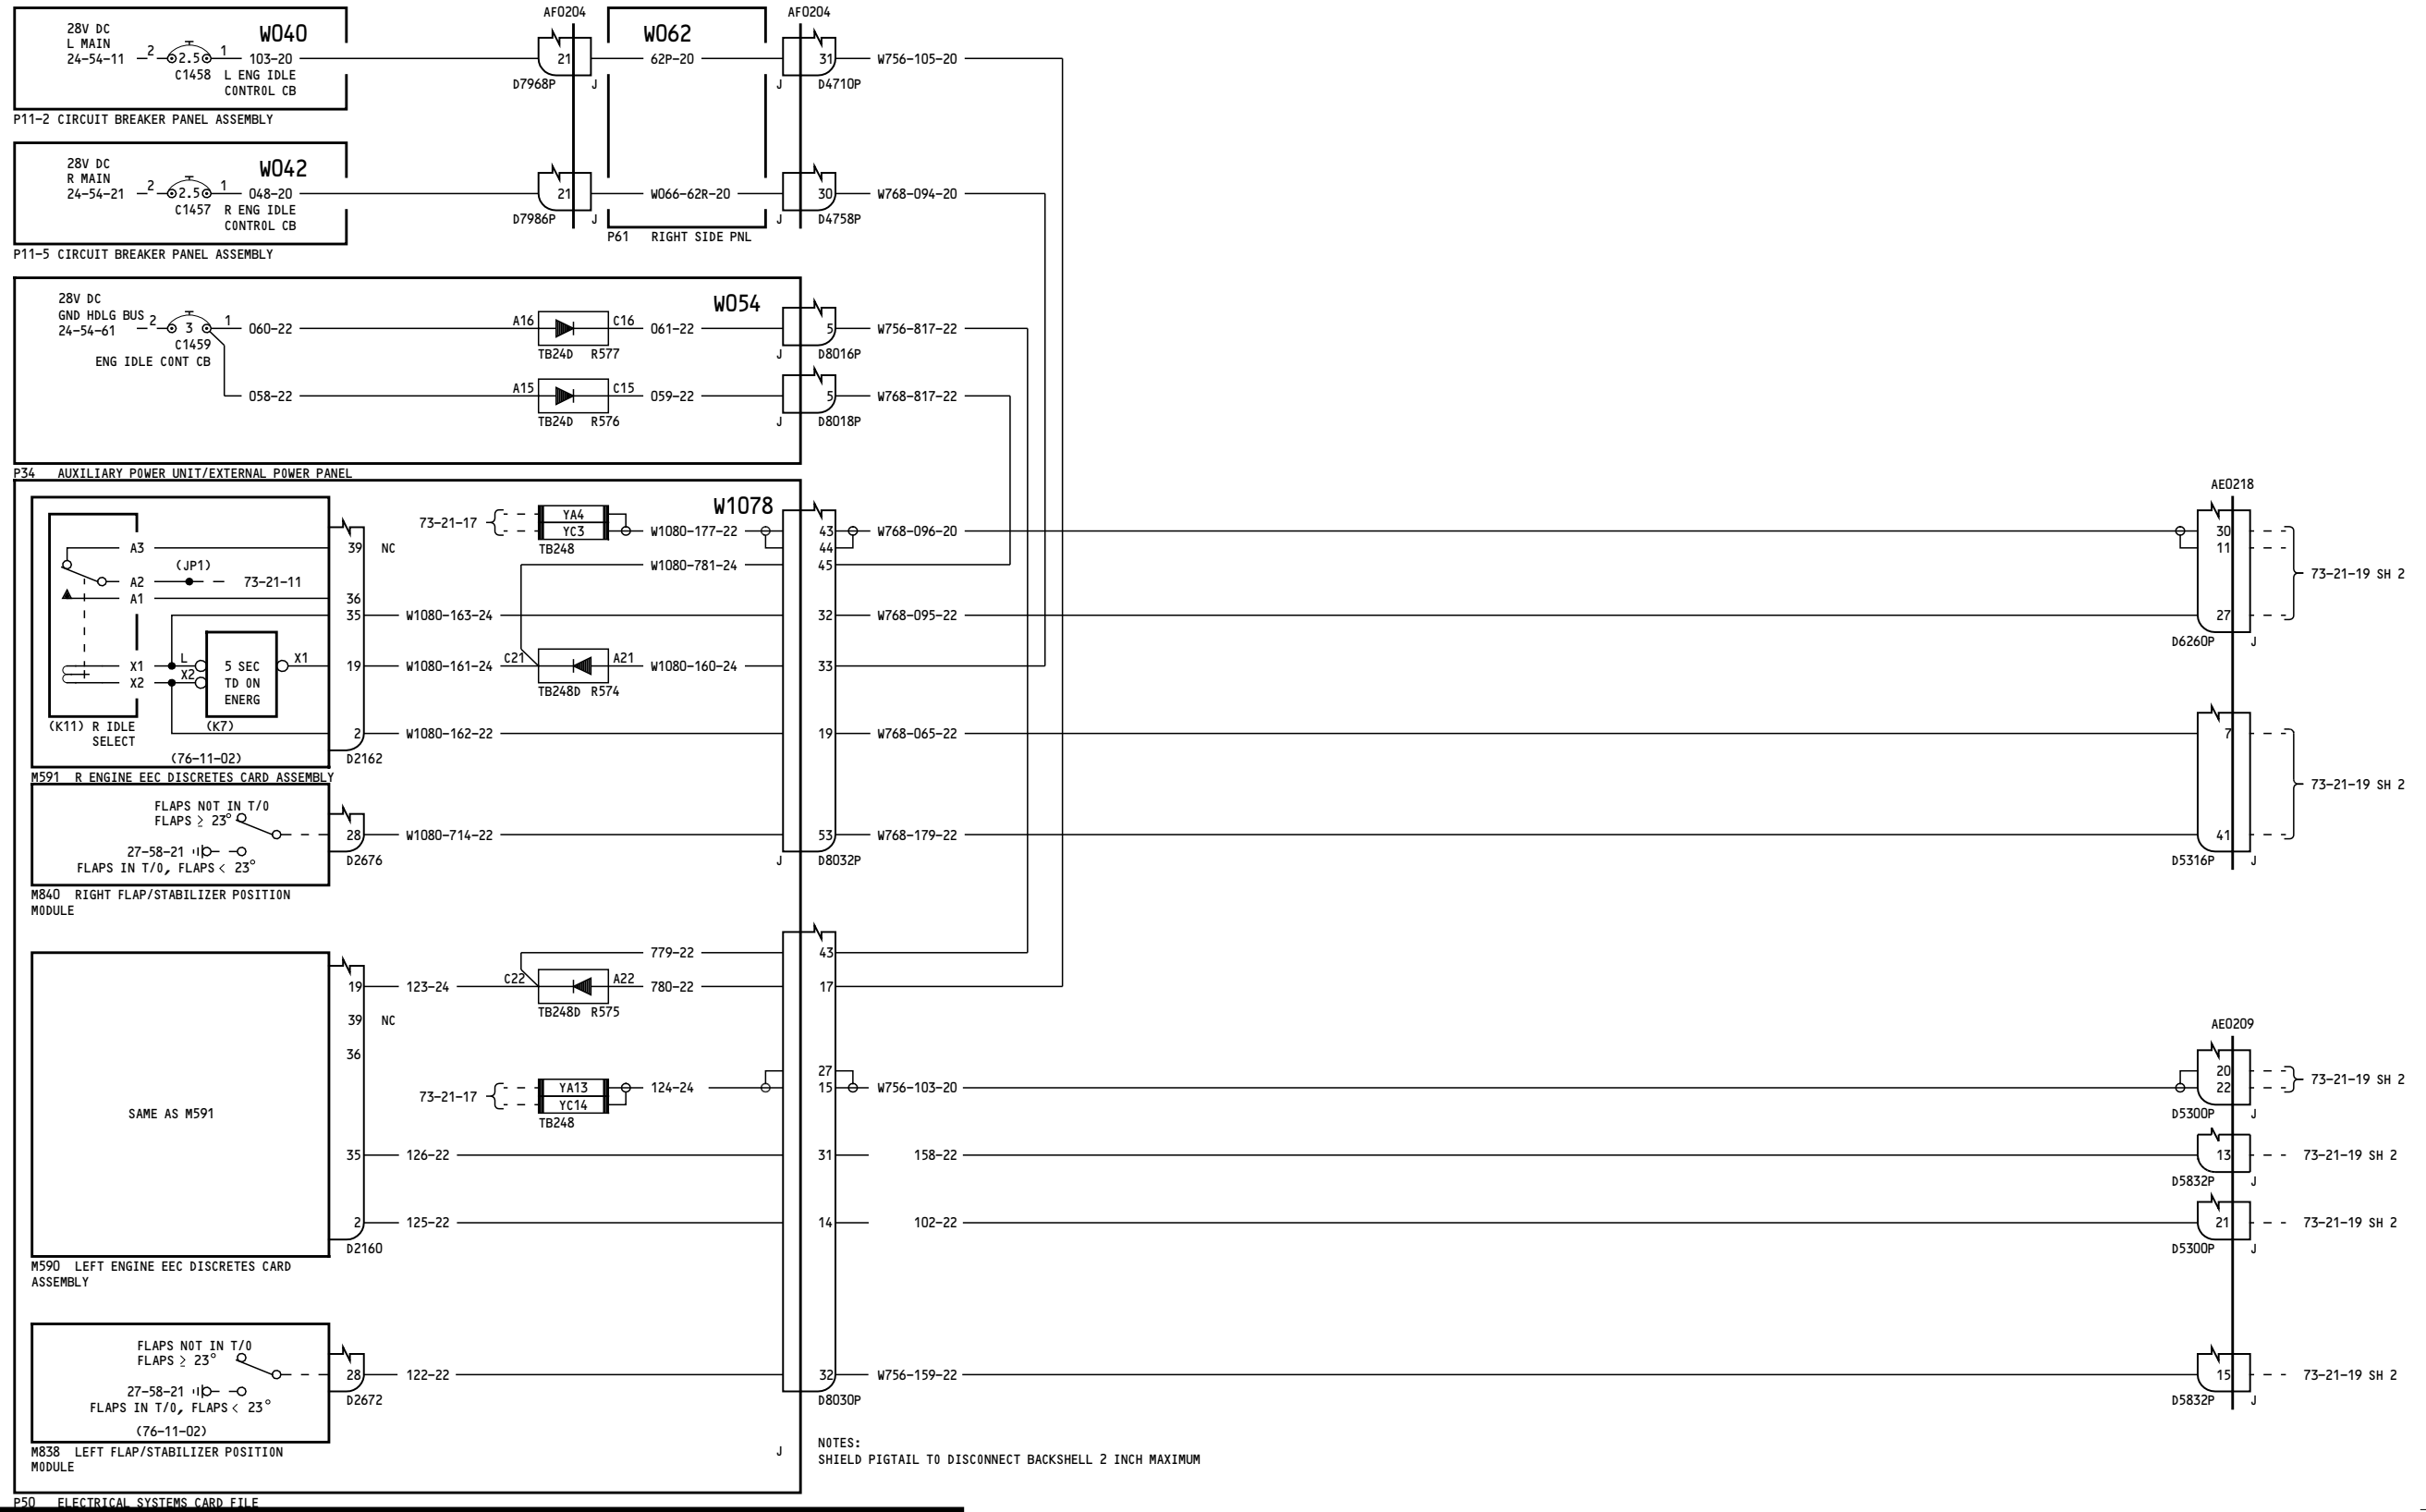 AF0204
AF0204
28V DC
L MAIN
24-54-11
2
2.5
1
C1458
W040
103-20
L ENG IDLE
CONTROL CB
21
D7968P
J
W062
62P-20
31
J
D4710P
W756-105-20
P11-2 CIRCUIT BREAKER PANEL ASSEMBLY
28V DC
R MAIN
24-54-21
2
2.5
1
C1457
W042
048-20
R ENG IDLE
CONTROL CB
21
D7986P
J
W066-62R-20
30
J
D4758P
W768-094-20
P61 RIGHT SIDE PNL
P11-5 CIRCUIT BREAKER PANEL ASSEMBLY
28V DC
GND HDLG BUS
24-54-61
2
3
1
C1459
ENG IDLE CONT CB
060-22
A16
C16
TB24D R577
061-22
W054
5
J
D8016P
W756-817-22
058-22
A15
C15
TB24D R576
059-22
5
J
D8018P
W768-817-22
P34 AUXILIARY POWER UNIT/EXTERNAL POWER PANEL
W1078
AE0218
73-21-17
YA4
YC3
TB248
W1080-177-22
43
44
W768-096-20
30
11
A3
39
NC
(JP1)
A2
73-21-11
W1080-781-24
45
73-21-19 SH 2
A1
36
35
W1080-163-24
32
W768-095-22
27
D6260P
J
X1
L
5 SEC
TD ON
ENERG
X1
X2
X2
19
W1080-161-24
C21
A21
TB248D R574
W1080-160-24
33
(K11) R IDLE
SELECT
(K7)
2
W1080-162-22
19
W768-065-22
7
(76-11-02)
D2162
M591 R ENGINE EEC DISCRETES CARD ASSEMBLY
73-21-19 SH 2
FLAPS NOT IN T/O
FLAPS ≥ 23°
28
W1080-714-22
53
W768-179-22
41
27-58-21
FLAPS IN T/O, FLAPS < 23°
D2676
J
D8032P
D5316P
J
M840 RIGHT FLAP/STABILIZER POSITION
MODULE
779-22
43
19
123-24
C22
A22
TB248D R575
780-22
17
39
NC
AE0209
36
73-21-17
YA13
YC14
TB248
124-24
27
15
W756-103-20
20
22
73-21-19 SH 2
D5300P
J
SAME AS M591
35
126-22
31
158-22
13
73-21-19 SH 2
D5832P
J
2
125-22
14
102-22
21
73-21-19 SH 2
D2160
D5300P
J
M590 LEFT ENGINE EEC DISCRETES CARD
ASSEMBLY
FLAPS NOT IN T/O
FLAPS ≥ 23°
28
122-22
32
W756-159-22
15
73-21-19 SH 2
27-58-21
FLAPS IN T/O, FLAPS < 23°
D2672
D8030P
D5832P
J
(76-11-02)
M838 LEFT FLAP/STABILIZER POSITION
MODULE
J
NOTES:
SHIELD PIGTAIL TO DISCONNECT BACKSHELL 2 INCH MAXIMUM
P50 ELECTRICAL SYSTEMS CARD FILE